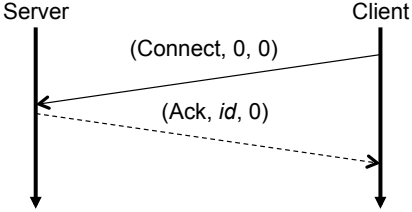 Server
Client
(Connect, 0, 0)
(Ack, id, 0)